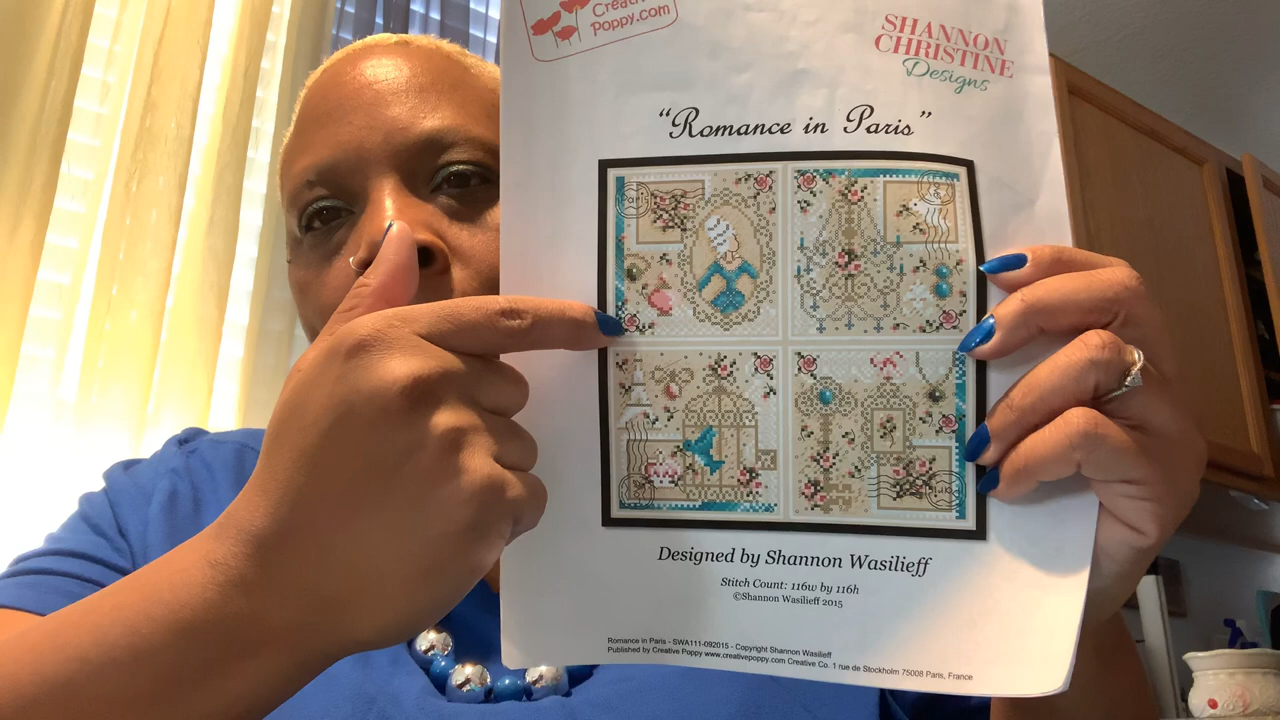 Creati
Poppy.com
SHANNON
CHRISTINE
Designs
"Romance in Paris"
Paris
Designed by Shannon Wasilieff
Stitch Count: 116w by 116h
©Shannon Wasilieff 2015
Romance in Paris - SWA111-092015 - Copyright Shannon Wasilieff
Published by Creative Poppy www.creativepoppy.com Creative Co. 1 rue de Stockholm 75008 Paris, France